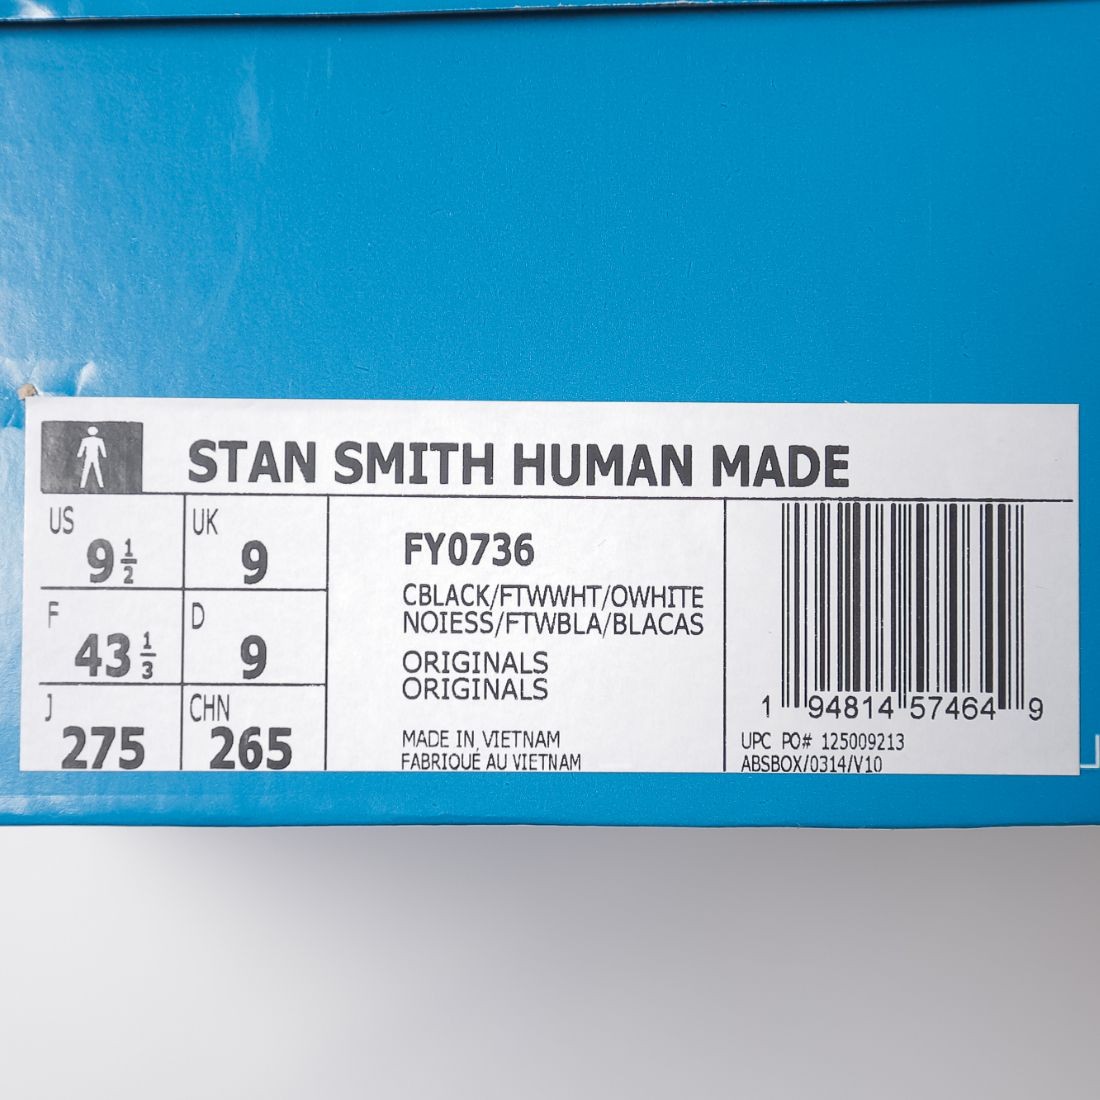 STAN SMITH HUMAN MADE
US
9 1/2
UK
9
F
43 1/3
D
9
J
275
CHN
265
FY0736
CBLACK/FTWWHT/OWHITE
NOIESS/FTWBLA/BLACAS
ORIGINALS
ORIGINALS
MADE IN VIETNAM
FABRIQUÉ AU VIETNAM
1 94814 57464 9
UPC PO# 125009213
ABSBOX/0314/V10